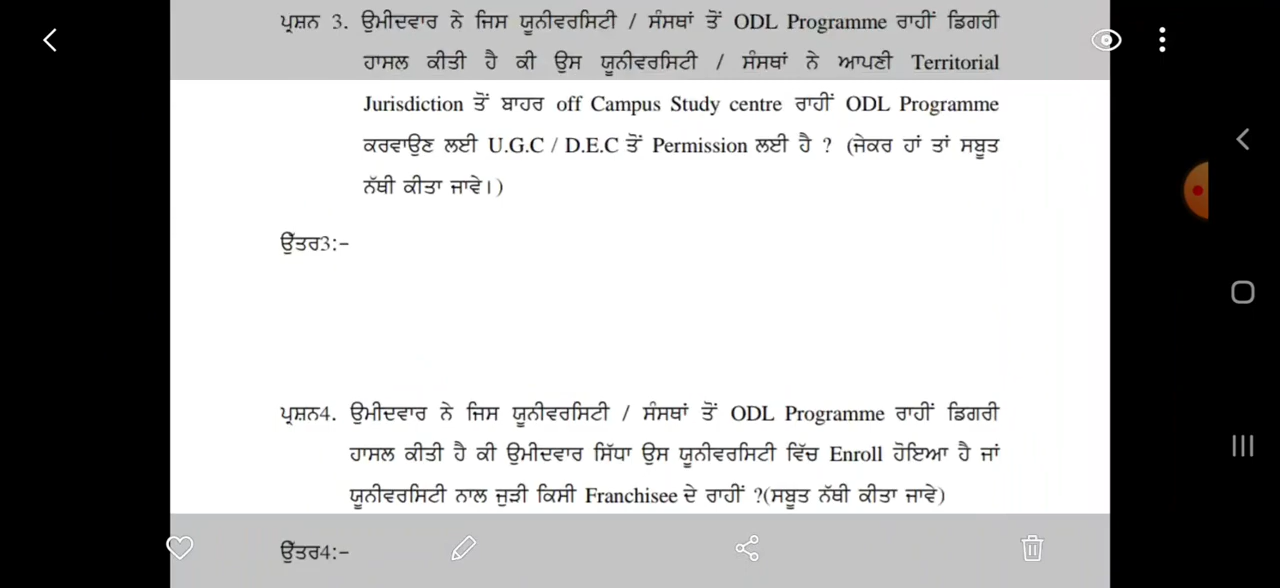 ਪ੍ਰਸ਼ਨ 3. ਉਮੀਦਵਾਰ ਨੇ ਜਿਸ ਯੂਨੀਵਰਸਿਟੀ / ਸੰਸਥਾਂ ਤੋਂ ODL Programme ਰਾਹੀਂ ਡਿਗਰੀ
ਹਾਸਲ ਕੀਤੀ ਹੈ ਕੀ ਉਸ ਯੂਨੀਵਰਸਿਟੀ / ਸੰਸਥਾਂ ਨੇ ਆਪਣੀ Territorial
Jurisdiction ਤੋਂ ਬਾਹਰ off Campus Study centre ਰਾਹੀਂ ODL Programme
ਕਰਵਾਉਣ ਲਈ U.G.C / D.E.C ਤੋਂ Permission ਲਈ ਹੈ ? (ਜੇਕਰ ਹਾਂ ਤਾਂ ਸਬੂਤ
ਨੱਥੀ ਕੀਤਾ ਜਾਵੇ।)
ਉੱਤਰ3:-
ਪ੍ਰਸ਼ਨ4. ਉਮੀਦਵਾਰ ਨੇ ਜਿਸ ਯੂਨੀਵਰਸਿਟੀ / ਸੰਸਥਾਂ ਤੋਂ ODL Programme ਰਾਹੀਂ ਡਿਗਰੀ
ਹਾਸਲ ਕੀਤੀ ਹੈ ਕੀ ਉਮੀਦਵਾਰ ਸਿੱਧਾ ਉਸ ਯੂਨੀਵਰਸਿਟੀ ਵਿੱਚ Enroll ਹੋਇਆ ਹੈ ਜਾਂ
ਯੂਨੀਵਰਸਿਟੀ ਨਾਲ ਜੁੜੀ ਕਿਸੀ Franchisee ਦੇ ਰਾਹੀਂ ?(ਸਬੂਤ ਨੱਥੀ ਕੀਤਾ ਜਾਵੇ)
ਉੱਤਰ4:-